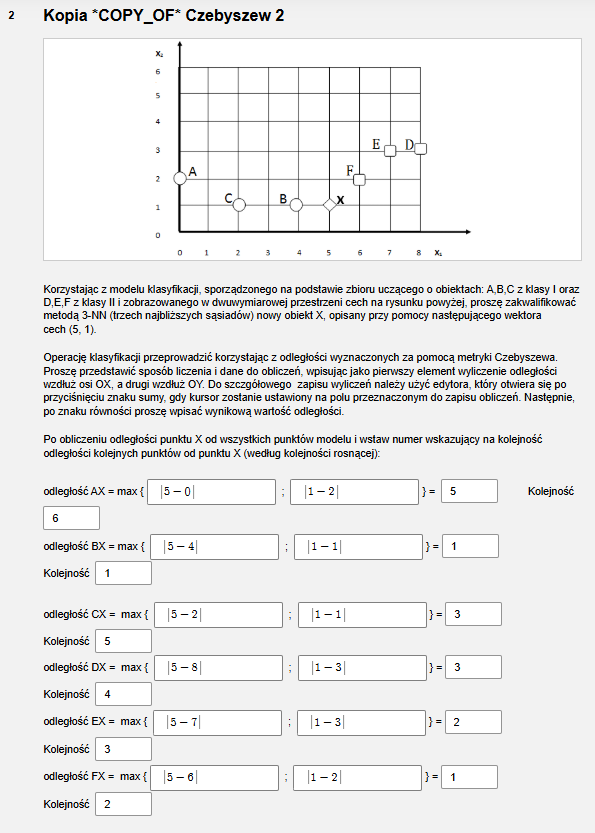 2 Kopia *COPY_OF* Czebyszew 2
X₂
6
5
4
3 E D
2 A F
1 C B X
0
0 1 2 3 4 5 6 7 8 X₁
Korzystając z modelu klasyfikacji, sporządzonego na podstawie zbioru uczącego o obiektach: A,B,C z klasy I oraz
D,E,F z klasy II i zobrazowanego w dwuwymiarowej przestrzeni cech na rysunku powyżej, proszę zakwalifikować
metodą 3-NN (trzech najbliższych sąsiadów) nowy obiekt X, opisany przy pomocy następującego wektora
cech (5, 1).
Operację klasyfikacji przeprowadzić korzystając z odległości wyznaczonych za pomocą metryki Czebyszewa.
Proszę przedstawić sposób liczenia i dane do obliczeń, wpisując jako pierwszy element wyliczenie odległości
wzdłuż osi OX, a drugi wzdłuż OY. Do szczgółowego zapisu wyliczeń należy użyć edytora, który otwiera się po
przyciśnięciu znaku sumy, gdy kursor zostanie ustawiony na polu przeznaczonym do zapisu obliczeń. Następnie,
po znaku równości proszę wpisać wynikową wartość odległości.
Po obliczeniu odległości punktu X od wszystkich punktów modelu i wstaw numer wskazujący na kolejność
odległości kolejnych punktów od punktu X (według kolejności rosnącej):
odległość AX = max { |5 − 0| ; |1 − 2| } = 5 Kolejność
6
odległość BX = max { |5 − 4| ; |1 − 1| } = 1
Kolejność 1
odległość CX = max { |5 − 2| ; |1 − 1| } = 3
Kolejność 5
odległość DX = max { |5 − 8| ; |1 − 3| } = 3
Kolejność 4
odległość EX = max { |5 − 7| ; |1 − 3| } = 2
Kolejność 3
odległość FX = max { |5 − 6| ; |1 − 2| } = 1
Kolejność 2